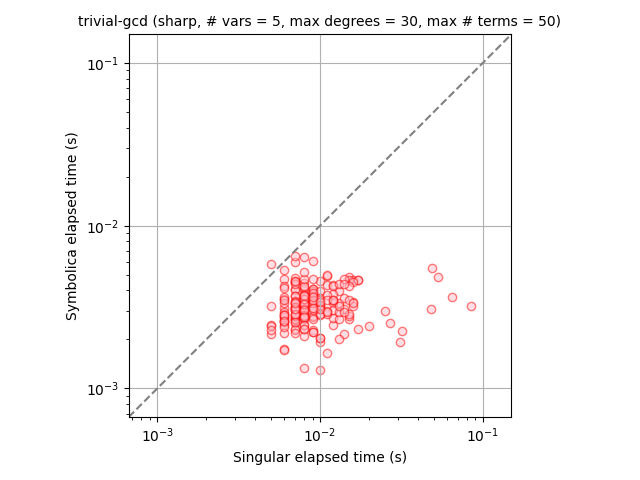 trivial-gcd (sharp, # vars = 5, max degrees = 30, max # terms = 50)
Symbolica elapsed time (s)
10⁻¹
10⁻²
10⁻³
10⁻³ 10⁻² 10⁻¹
Singular elapsed time (s)